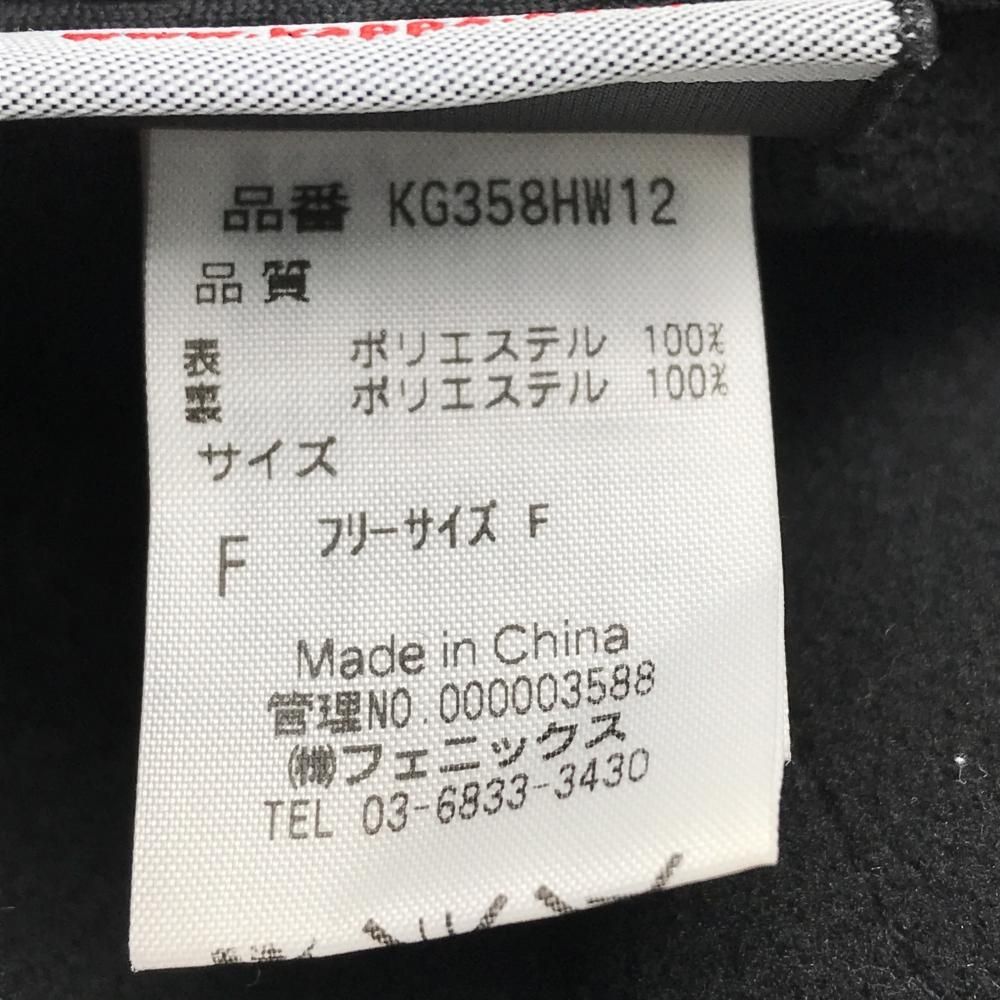 www.kappa
品番 KG358HW12
品質
表 ポリエステル 100%
裏 ポリエステル 100%
サイズ
F フリーサイズ F
Made in China
管理NO.000003588
㈱フェニックス
TEL 03-6833-3430